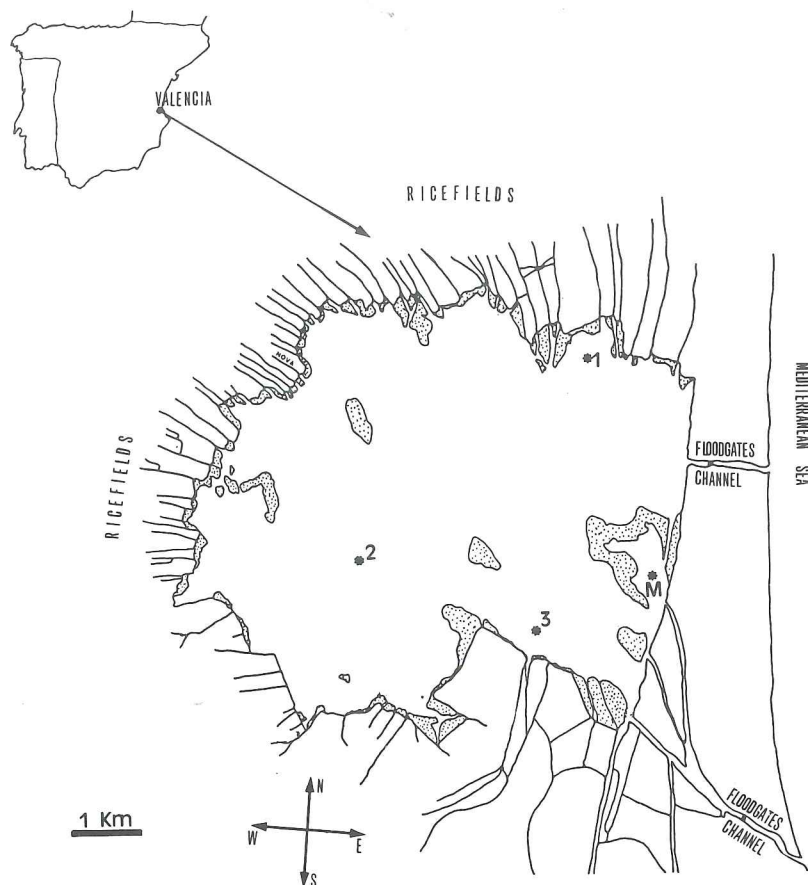 VALENCIA
RICEFIELDS
NOVA
1
RICEFIELDS
MEDITERRANEAN SEA
FLOODGATES
CHANNEL
2
M
3
N
1 Km
W
E
S
FLOODGATES
CHANNEL